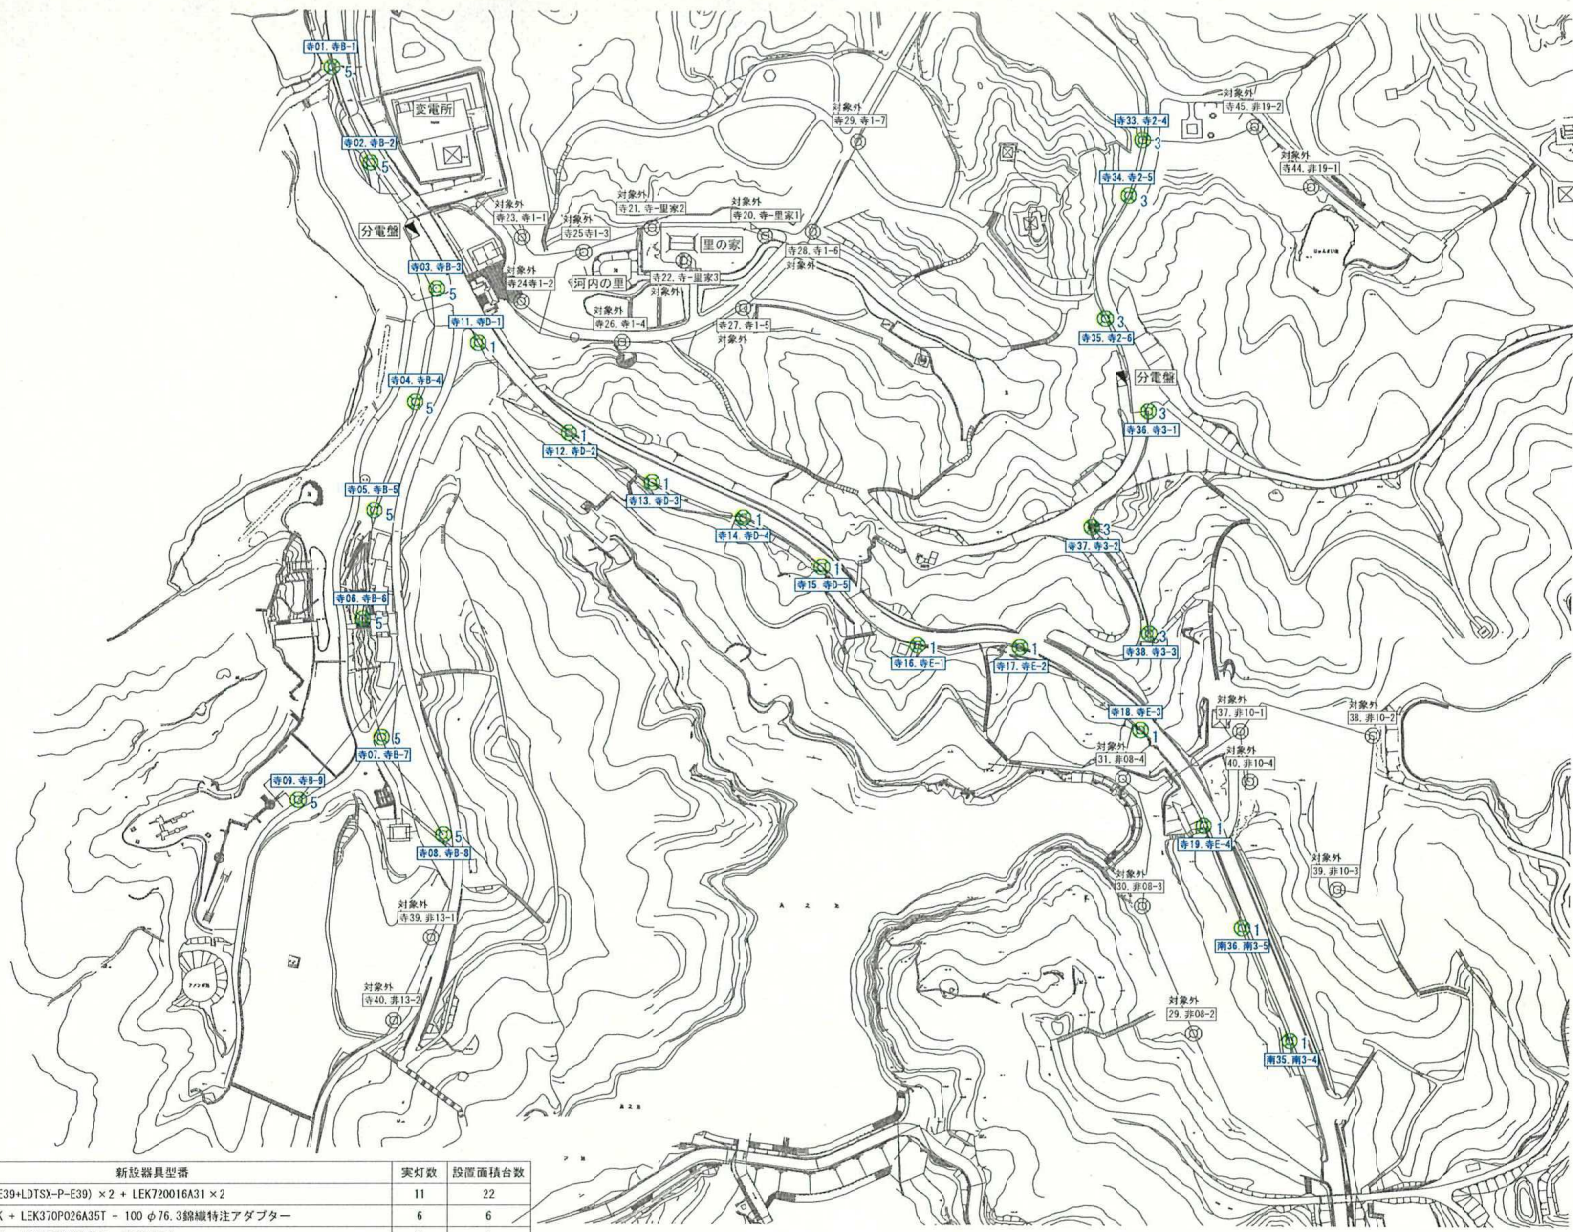 寺01. 寺B-1
5
変電所
寺02. 寺B-2
5
分電盤
寺03. 寺B-3
5
寺11. 寺D-1
1
寺04. 寺B-4
5
寺05. 寺B-5
5
寺06. 寺B-6
5
寺07. 寺B-7
5
寺09. 寺B-9
5
寺08. 寺B-8
5
対象外
寺39. 非13-1
対象外
寺40. 非13-2
対象外
寺23. 寺1-1
対象外
寺24寺1-2
対象外
寺25寺1-3
対象外
寺21. 寺-里家2
寺20. 寺-里家1
対象外
里の家
河内の里
寺22. 寺-里家3
対象外
対象外
寺26. 寺1-4
寺27. 寺1-5
対象外
寺28. 寺1-6
対象外
対象外
寺29. 寺1-7
寺12. 寺D-2
1
寺13. 寺D-3
1
寺14. 寺D-4
1
寺15. 寺D-5
1
寺16. 寺E-1
1
寺17. 寺E-2
1
寺18. 寺E-3
1
寺19. 寺E-4
1
南36. 南3-5
1
南35. 南3-4
1
寺33. 寺2-4
3
寺34. 寺2-5
3
寺35. 寺2-6
3
分電盤
寺36. 寺3-1
3
寺37. 寺3-2
3
寺38. 寺3-3
3
対象外
寺45. 非19-2
対象外
寺44. 非19-1
対象外
37. 非10-1
対象外
38. 非10-2
対象外
40. 非10-4
対象外
39. 非10-3
対象外
31. 非08-4
対象外
30. 非08-3
対象外
29. 非08-2
新設器具型番 実灯数 設置面積台数
E39+LDTSX-P-E39) ×2 + LEK720016A31 ×2 11 22
K + LEK370P026A35T - 100 φ76.3錦織特注アダプター 6 6